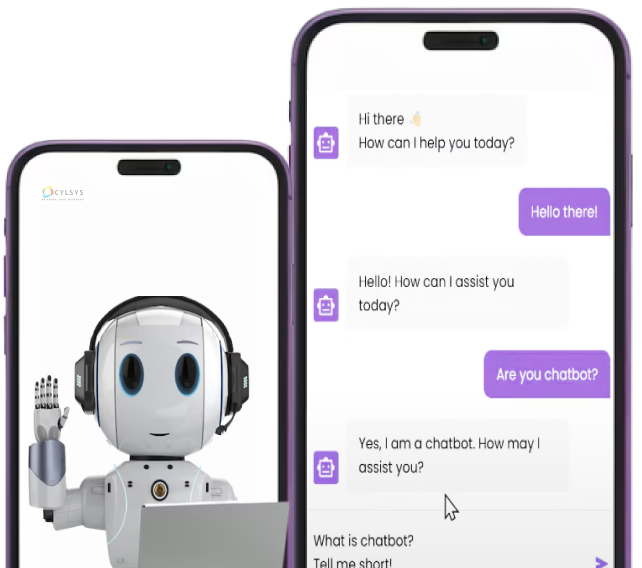 CYLSYS
Hi there 👋🏻
How can I help you today?
Hello there!
Hello! How can I assist you
today?
Are you chatbot?
Yes, I am a chatbot. How may I
assist you?
What is chatbot?
Tell me short!